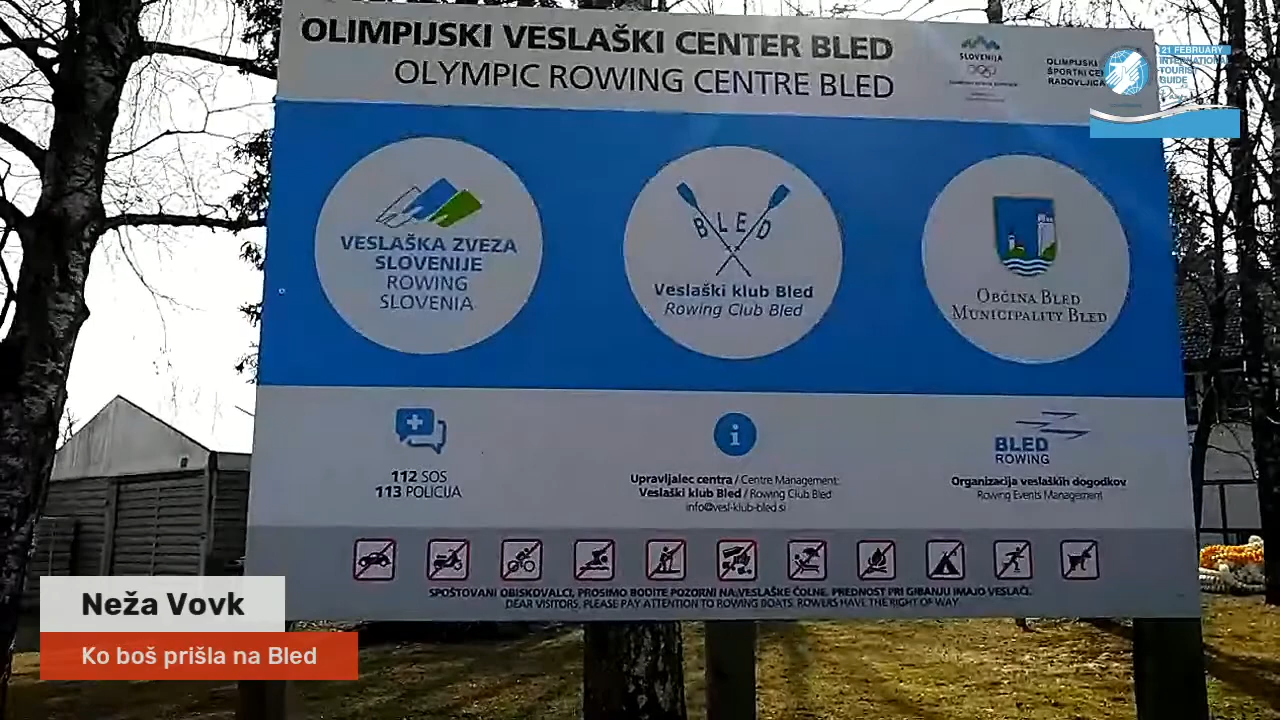 OLIMPIJSKI VESLAŠKI CENTER BLED
OLYMPIC ROWING CENTRE BLED
SLOVENIJA
OLIMPIJSKI
ŠPORTNI CE
RADOVLJICA
21 FEBRUARY
INTERNATIONAL
TOURIST
GUIDE
VESLAŠKA ZVEZA
SLOVENIJE
ROWING
SLOVENIA
BLED
Veslaški klub Bled
Rowing Club Bled
OBČINA BLED
MUNICIPALITY BLED
112 SOS
113 POLICIJA
i
Upravljalec centra / Centre Management:
Veslaški klub Bled / Rowing Club Bled
info@vesl-klub-bled.si
BLED
ROWING
Organizacija veslaških dogodkov
Rowing Events Management
SPOŠTOVANI OBISKOVALCI, PROSIMO BODITE POZORNI NA VESLAŠKE ČOLNE. PREDNOST PRI GIBANJU IMAJO VESLAČI.
DEAR VISITORS, PLEASE PAY ATTENTION TO ROWING BOATS. ROWERS HAVE THE RIGHT OF WAY.
Neža Vovk
Ko boš prišla na Bled